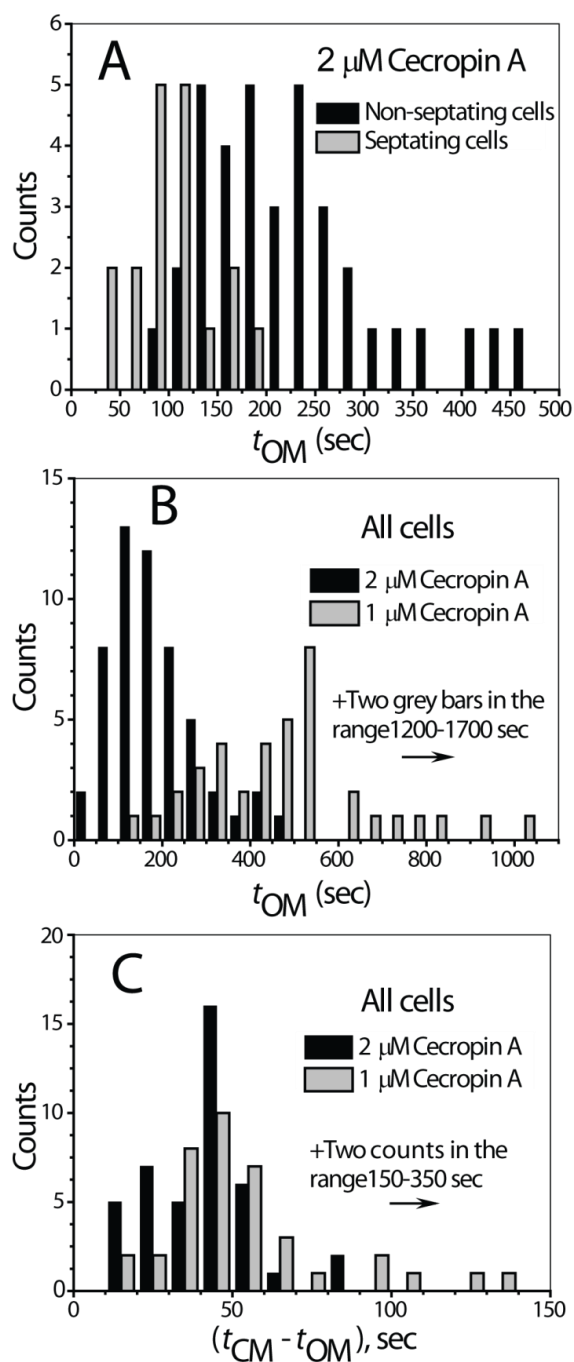 A
2 μM Cecropin A
Non-septating cells
Septating cells
Counts
6
5
4
3
2
1
0
0 50 100 150 200 250 300 350 400 450 500
tOM (sec)
B
All cells
2 μM Cecropin A
1 μM Cecropin A
+Two grey bars in the
range1200-1700 sec
Counts
15
10
5
0
0 200 400 600 800 1000
tOM (sec)
C
All cells
2 μM Cecropin A
1 μM Cecropin A
+Two counts in the
range150-350 sec
Counts
20
15
10
5
0
0 50 100 150
(tCM - tOM), sec